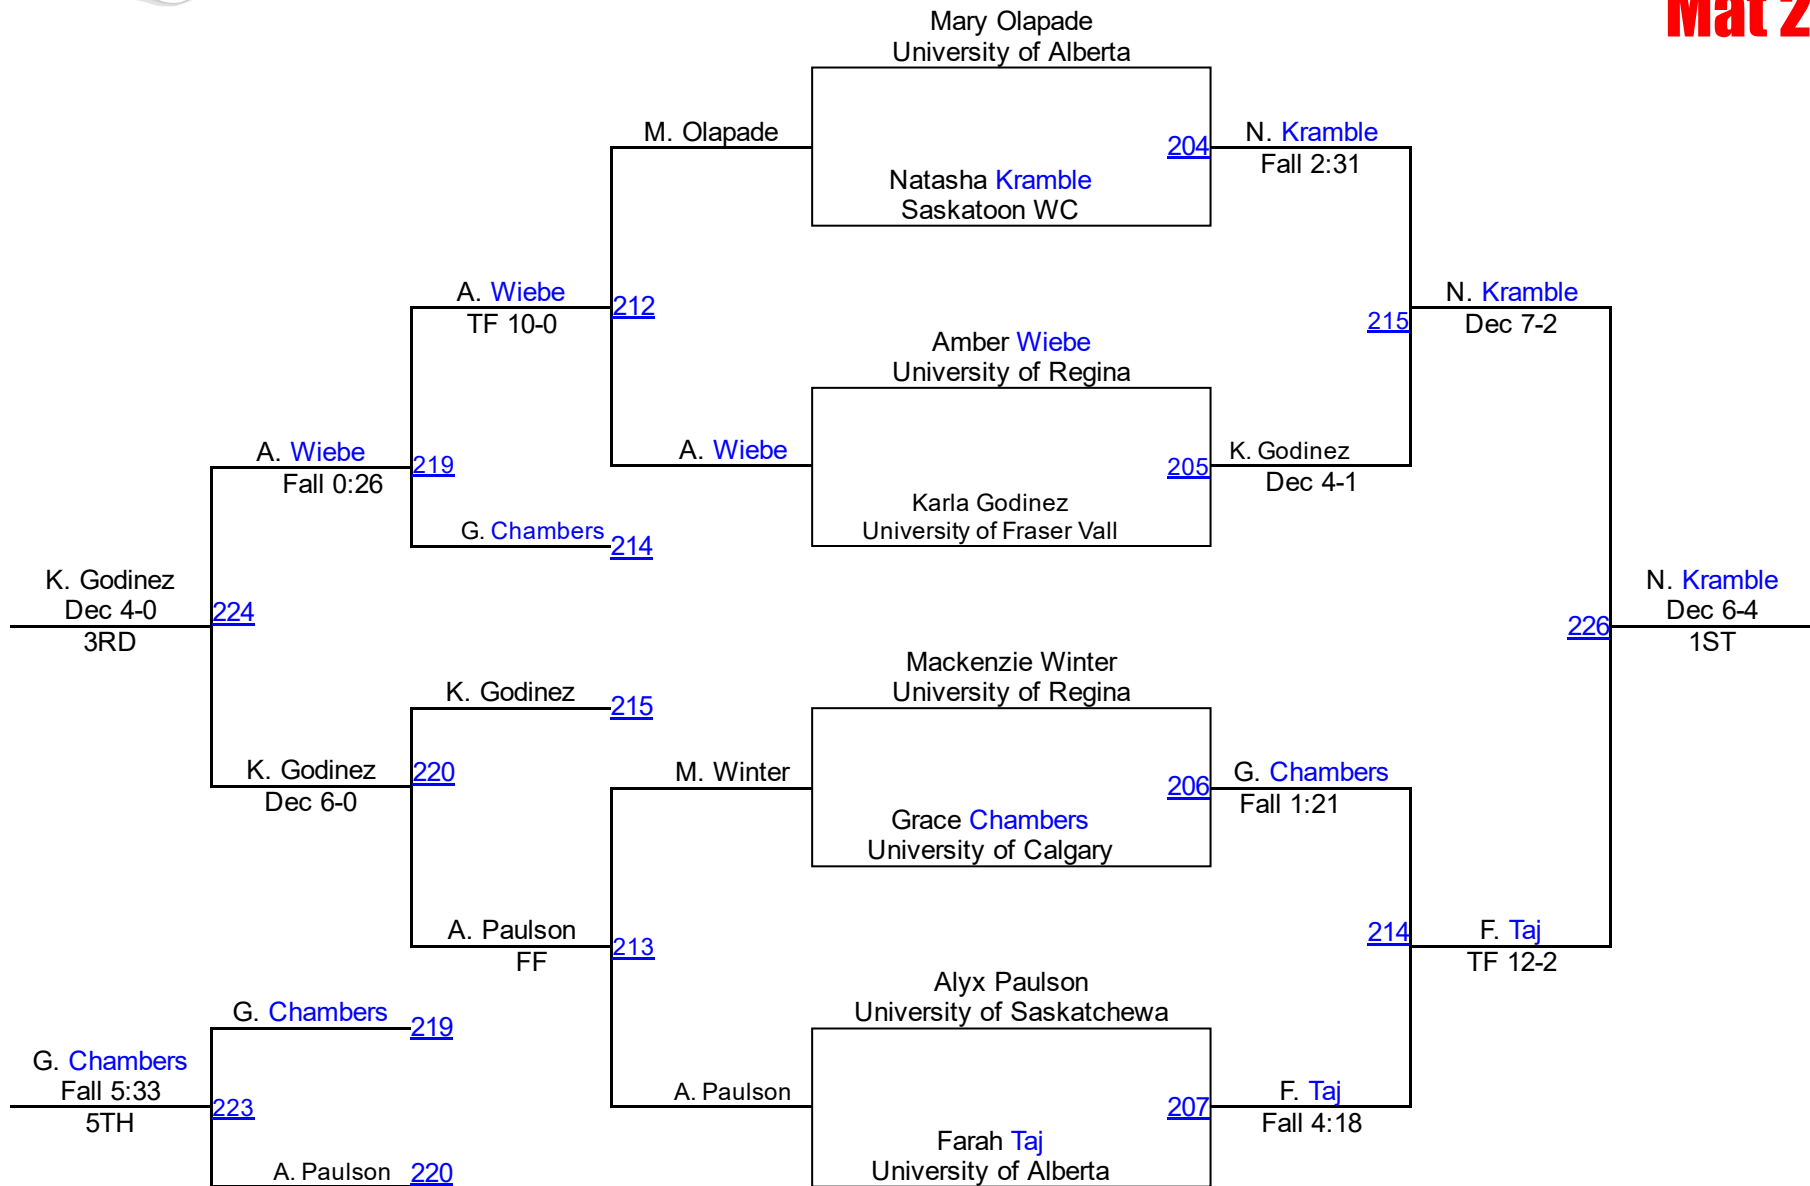 Mat 2
Mary Olapade
University of Alberta
M. Olapade
204
N. Kramble
Fall 2:31
Natasha Kramble
Saskatoon WC
A. Wiebe
TF 10-0
212
N. Kramble
Dec 7-2
215
Amber Wiebe
University of Regina
A. Wiebe
Fall 0:26
219
A. Wiebe
205
K. Godinez
Dec 4-1
Karla Godinez
University of Fraser Vall
G. Chambers
214
K. Godinez
Dec 4-0
3RD
224
N. Kramble
Dec 6-4
1ST
226
Mackenzie Winter
University of Regina
K. Godinez
215
K. Godinez
Dec 6-0
220
M. Winter
206
G. Chambers
Fall 1:21
Grace Chambers
University of Calgary
A. Paulson
FF
213
214
F. Taj
TF 12-2
Alyx Paulson
University of Saskatchewa
G. Chambers
219
G. Chambers
Fall 5:33
5TH
223
A. Paulson
207
F. Taj
Fall 4:18
Farah Taj
University of Alberta
A. Paulson
220